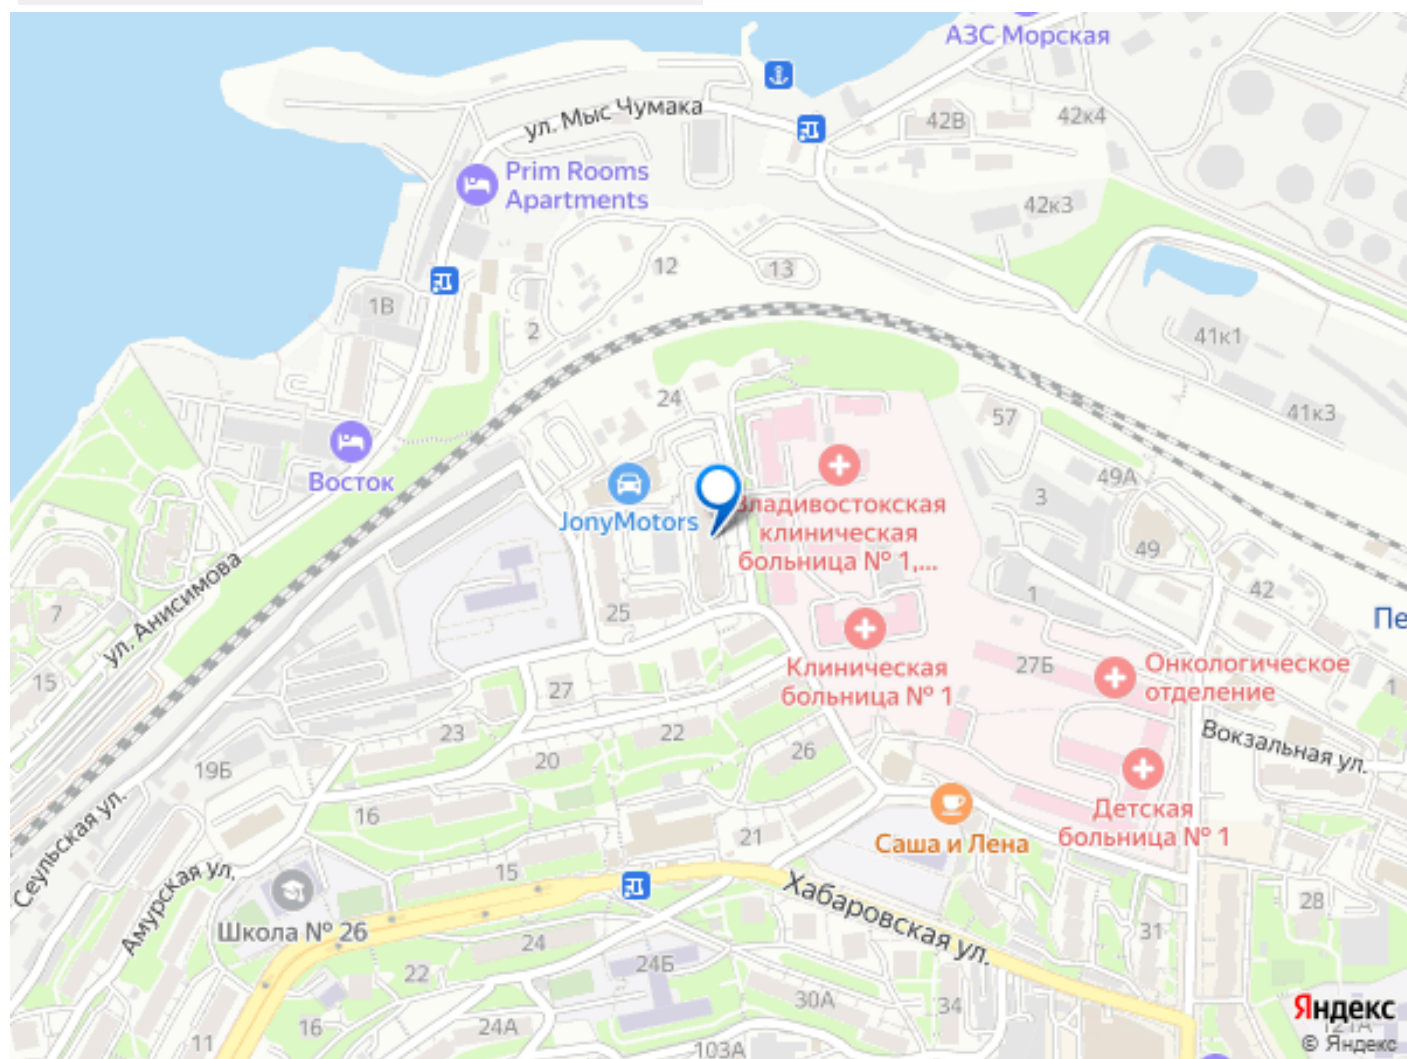 АЗС Морская
ул. Мыс Чумака
42В
42к4
Prim Rooms
Apartments
42к3
12
13
1В
2
41к1
24
57
41к3
Восток
JonyMotors
Владивостокская
клиническая
больница № 1,...
49А
3
49
ул. Анисимова
7
25
1
42
Пе
Клиническая
больница № 1
27Б
Онкологическое
отделение
15
27
1
23
22
26
20
Вокзальная ул.
19Б
Сеульская ул.
16
21
Саша и Лена
Детская
больница № 1
15
Амурская ул.
Хабаровская ул.
28
Школа № 26
24
31
22
24Б
30А
34
16
24А
11
103А
Яндекс
121А
© Яндекс